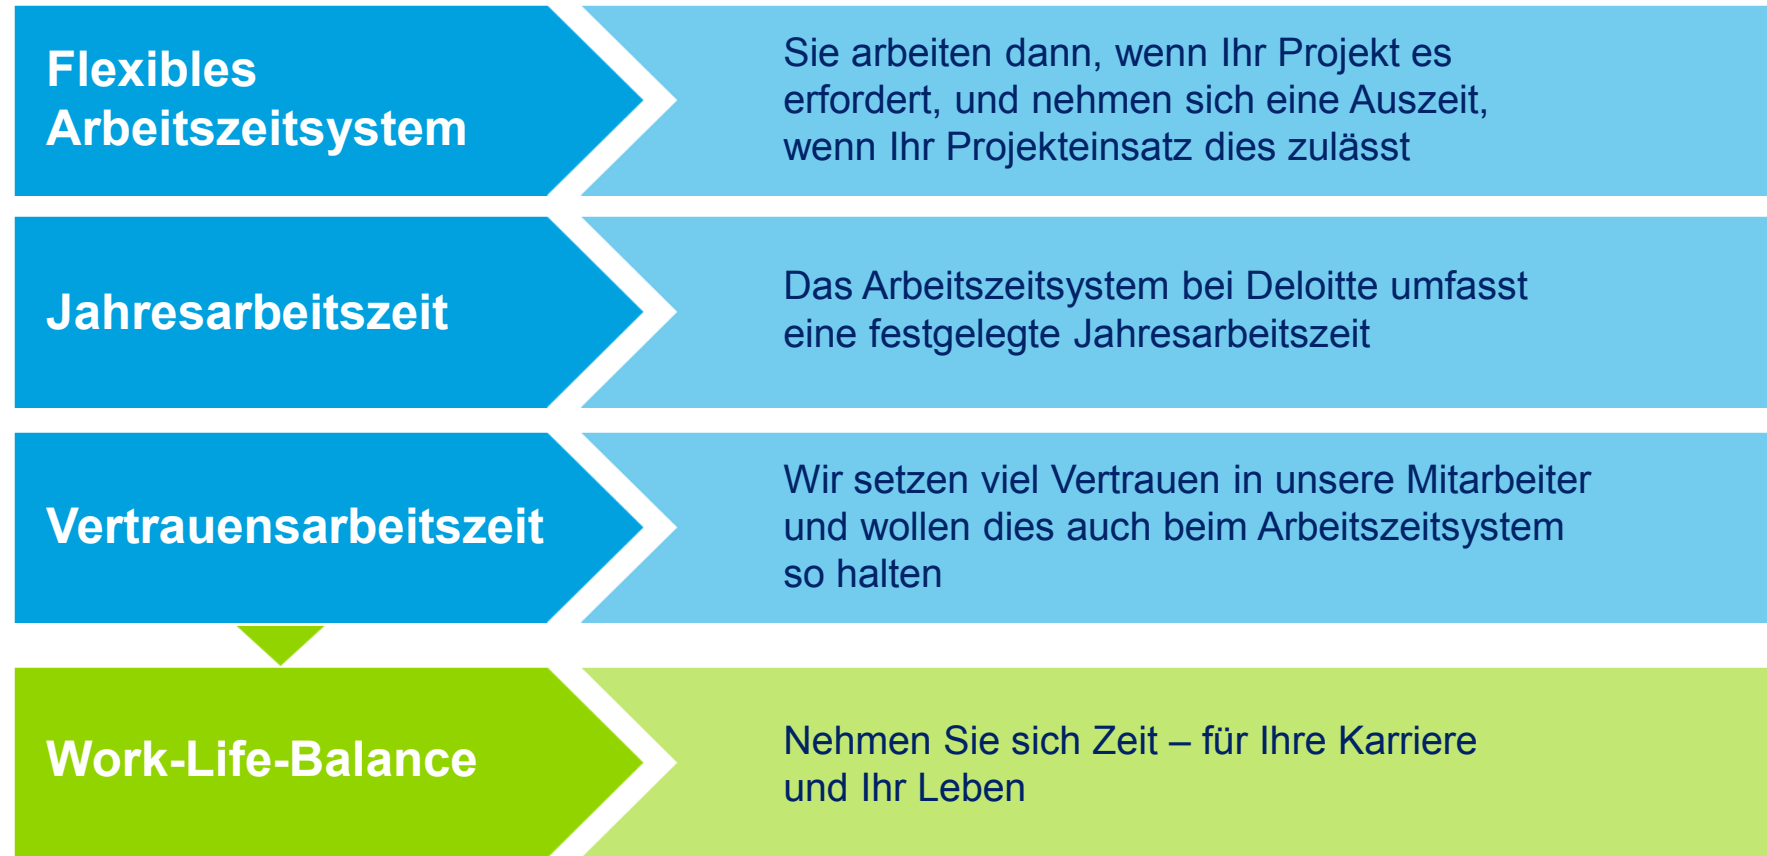 Flexibles
Arbeitszeitsystem
Sie arbeiten dann, wenn Ihr Projekt es
erfordert, und nehmen sich eine Auszeit,
wenn Ihr Projekteinsatz dies zulässt
Jahresarbeitszeit
Das Arbeitszeitsystem bei Deloitte umfasst
eine festgelegte Jahresarbeitszeit
Vertrauensarbeitszeit
Wir setzen viel Vertrauen in unsere Mitarbeiter
und wollen dies auch beim Arbeitszeitsystem
so halten
Work-Life-Balance
Nehmen Sie sich Zeit – für Ihre Karriere
und Ihr Leben